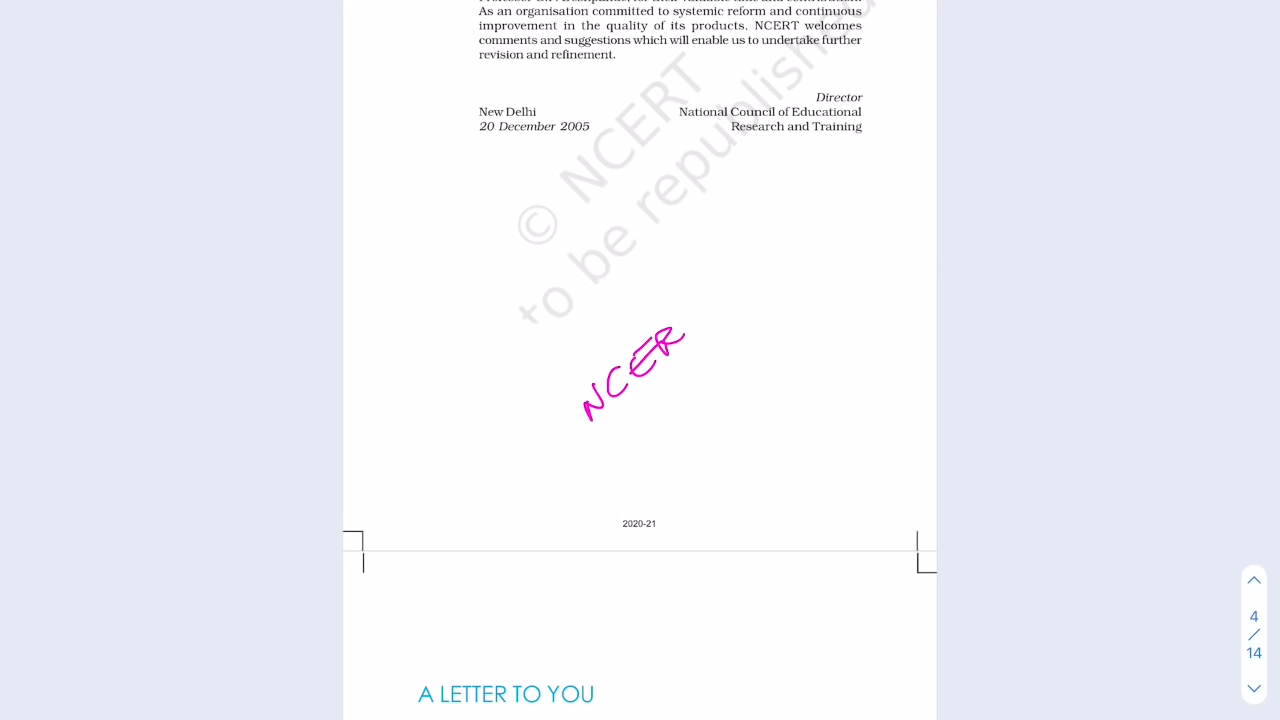 As an organisation committed to systemic reform and continuous
improvement in the quality of its products, NCERT welcomes
comments and suggestions which will enable us to undertake further
revision and refinement.
Director
New Delhi National Council of Educational
20 December 2005 Research and Training
© NCERT
to be republished
NCER
2020-21
4
/
14
A LETTER TO YOU